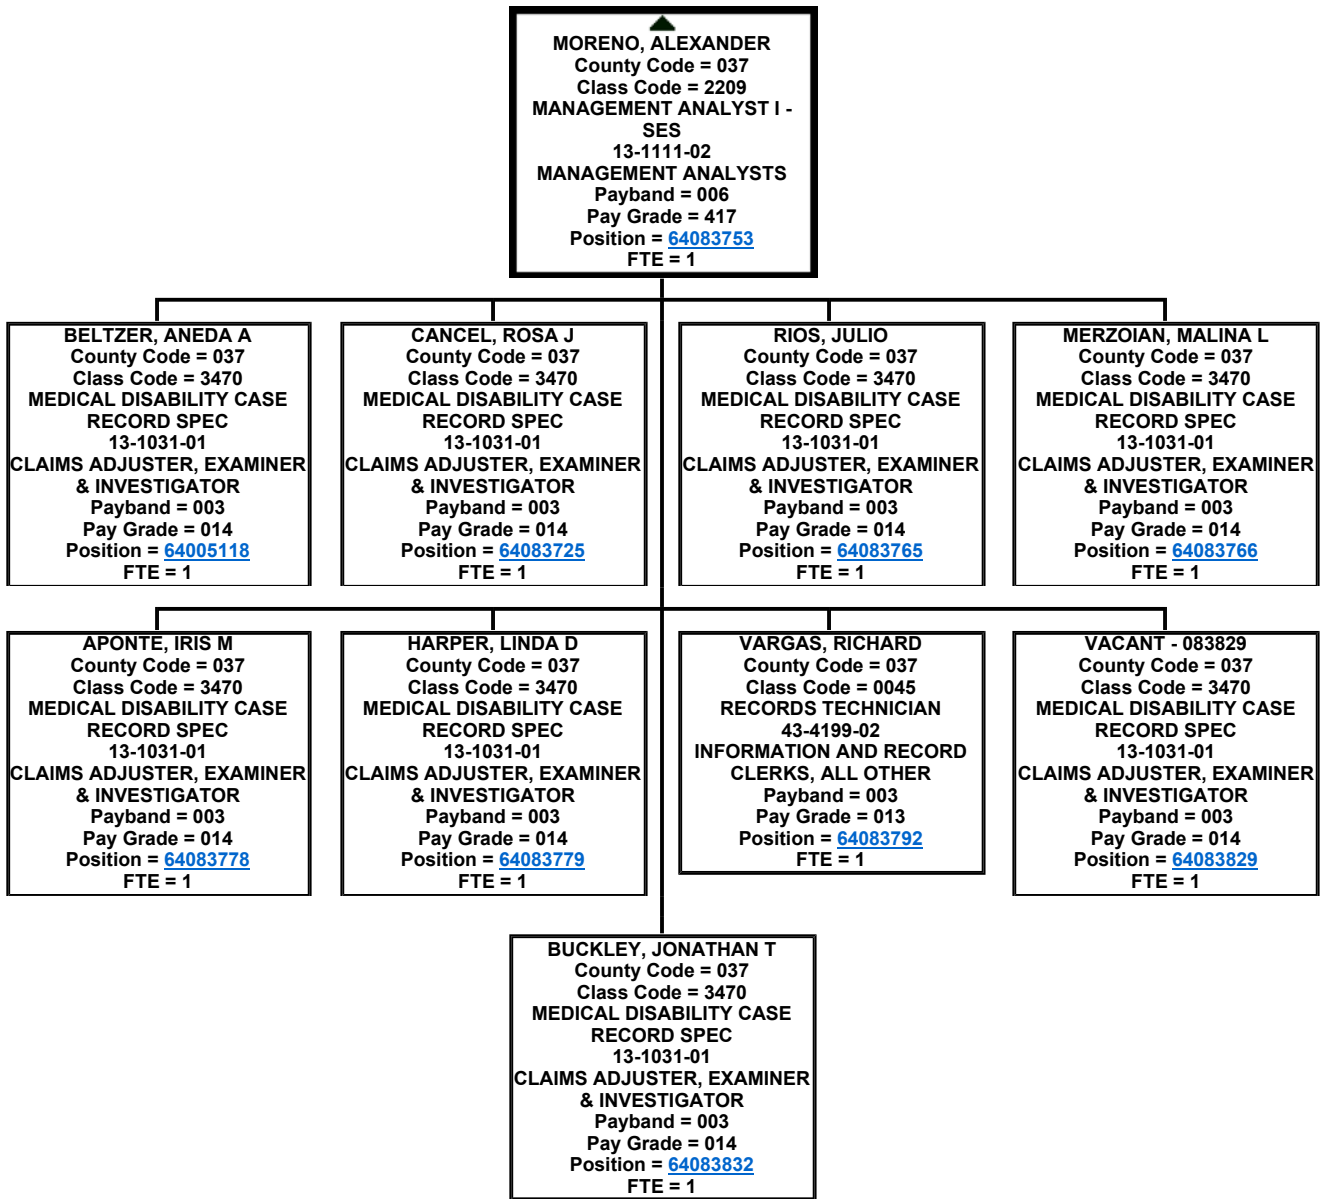 MORENO, ALEXANDER
County Code = 037
Class Code = 2209
MANAGEMENT ANALYST I -
SES
13-1111-02
MANAGEMENT ANALYSTS
Payband = 006
Pay Grade = 417
Position = 64083753
FTE = 1
BELTZER, ANEDA A
County Code = 037
Class Code = 3470
MEDICAL DISABILITY CASE
RECORD SPEC
13-1031-01
CLAIMS ADJUSTER, EXAMINER
& INVESTIGATOR
Payband = 003
Pay Grade = 014
Position = 64005118
FTE = 1
CANCEL, ROSA J
County Code = 037
Class Code = 3470
MEDICAL DISABILITY CASE
RECORD SPEC
13-1031-01
CLAIMS ADJUSTER, EXAMINER
& INVESTIGATOR
Payband = 003
Pay Grade = 014
Position = 64083725
FTE = 1
RIOS, JULIO
County Code = 037
Class Code = 3470
MEDICAL DISABILITY CASE
RECORD SPEC
13-1031-01
CLAIMS ADJUSTER, EXAMINER
& INVESTIGATOR
Payband = 003
Pay Grade = 014
Position = 64083765
FTE = 1
MERZOIAN, MALINA L
County Code = 037
Class Code = 3470
MEDICAL DISABILITY CASE
RECORD SPEC
13-1031-01
CLAIMS ADJUSTER, EXAMINER
& INVESTIGATOR
Payband = 003
Pay Grade = 014
Position = 64083766
FTE = 1
APONTE, IRIS M
County Code = 037
Class Code = 3470
MEDICAL DISABILITY CASE
RECORD SPEC
13-1031-01
CLAIMS ADJUSTER, EXAMINER
& INVESTIGATOR
Payband = 003
Pay Grade = 014
Position = 64083778
FTE = 1
HARPER, LINDA D
County Code = 037
Class Code = 3470
MEDICAL DISABILITY CASE
RECORD SPEC
13-1031-01
CLAIMS ADJUSTER, EXAMINER
& INVESTIGATOR
Payband = 003
Pay Grade = 014
Position = 64083779
FTE = 1
VARGAS, RICHARD
County Code = 037
Class Code = 0045
RECORDS TECHNICIAN
43-4199-02
INFORMATION AND RECORD
CLERKS, ALL OTHER
Payband = 003
Pay Grade = 013
Position = 64083792
FTE = 1
VACANT - 083829
County Code = 037
Class Code = 3470
MEDICAL DISABILITY CASE
RECORD SPEC
13-1031-01
CLAIMS ADJUSTER, EXAMINER
& INVESTIGATOR
Payband = 003
Pay Grade = 014
Position = 64083829
FTE = 1
BUCKLEY, JONATHAN T
County Code = 037
Class Code = 3470
MEDICAL DISABILITY CASE
RECORD SPEC
13-1031-01
CLAIMS ADJUSTER, EXAMINER
& INVESTIGATOR
Payband = 003
Pay Grade = 014
Position = 64083832
FTE = 1